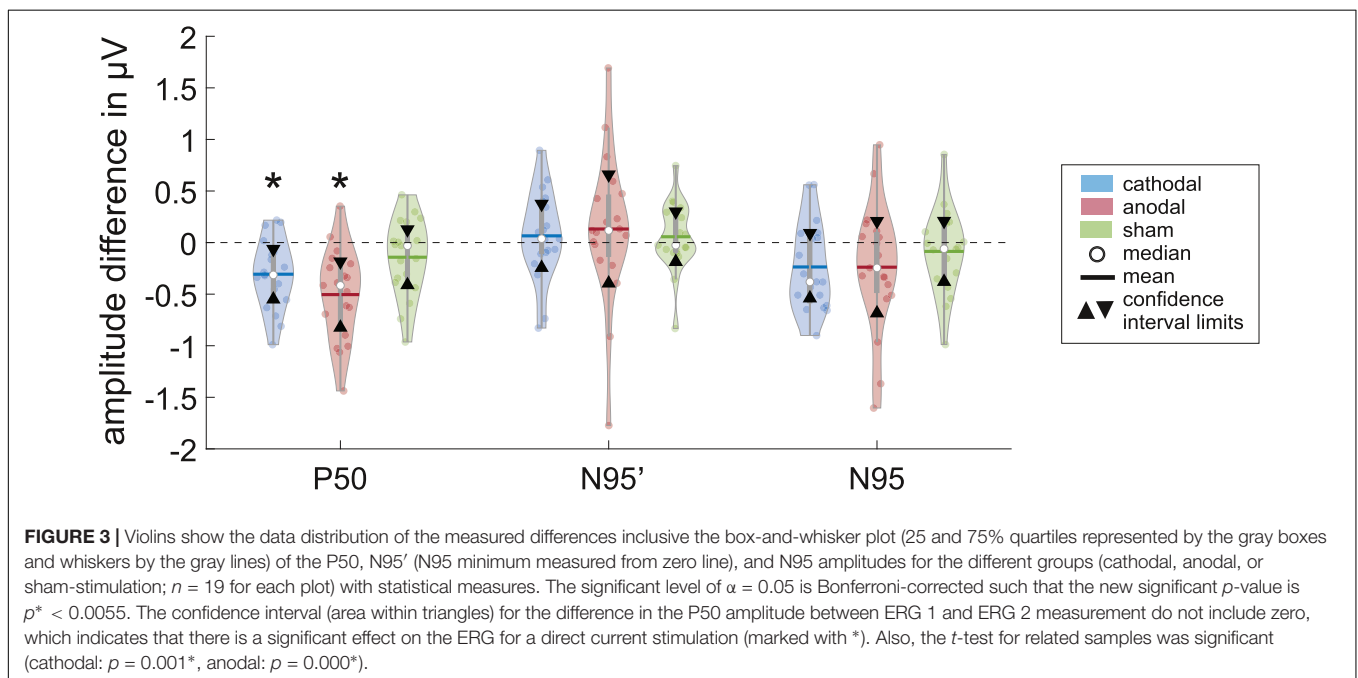 amplitude difference in µV
2
1.5
1
0.5
0
-0.5
-1
-1.5
-2
* *
P50 N95’ N95
cathodal
anodal
sham
median
mean
confidence
interval limits
FIGURE 3 | Violins show the data distribution of the measured differences inclusive the box-and-whisker plot (25 and 75% quartiles represented by the gray boxes
and whiskers by the gray lines) of the P50, N95′ (N95 minimum measured from zero line), and N95 amplitudes for the different groups (cathodal, anodal, or
sham-stimulation; n = 19 for each plot) with statistical measures. The significant level of α = 0.05 is Bonferroni-corrected such that the new significant p-value is
p* < 0.0055. The confidence interval (area within triangles) for the difference in the P50 amplitude between ERG 1 and ERG 2 measurement do not include zero,
which indicates that there is a significant effect on the ERG for a direct current stimulation (marked with *). Also, the t-test for related samples was significant
(cathodal: p = 0.001*, anodal: p = 0.000*).